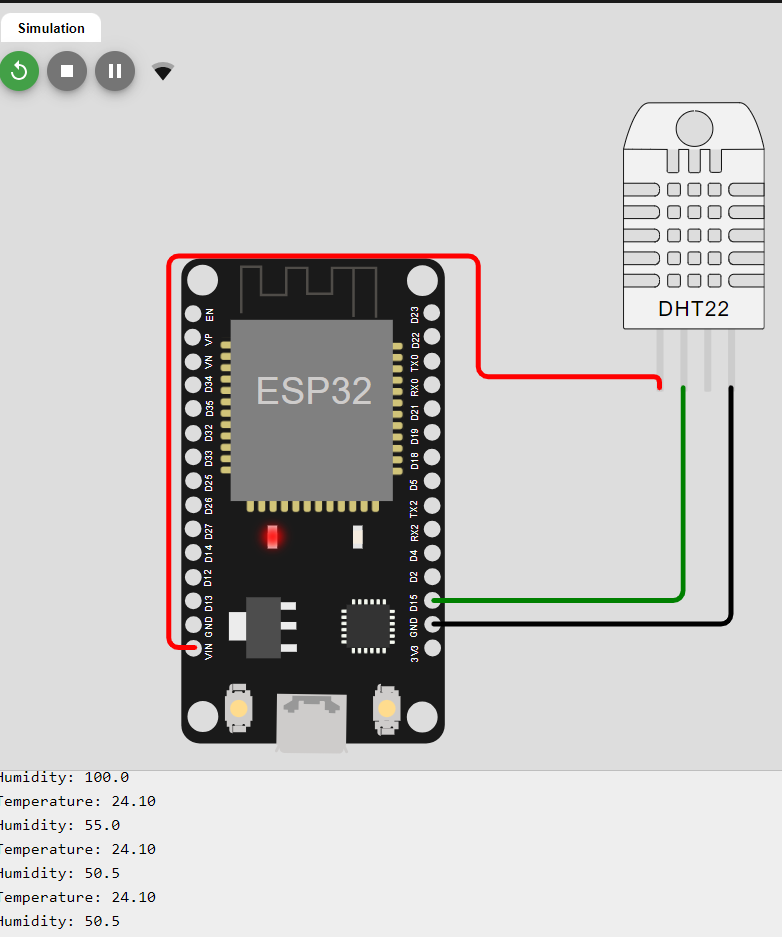 Simulation
DHT22
ESP32
EN
VP
VN
D34
D35
D32
D33
D25
D26
D27
D14
D12
D13
GND
VIN
D23
D22
TX0
RX0
D21
D19
D18
D5
TX2
RX2
D4
D2
D15
GND
3V3
Humidity: 100.0
Temperature: 24.10
Humidity: 55.0
Temperature: 24.10
Humidity: 50.5
Temperature: 24.10
Humidity: 50.5